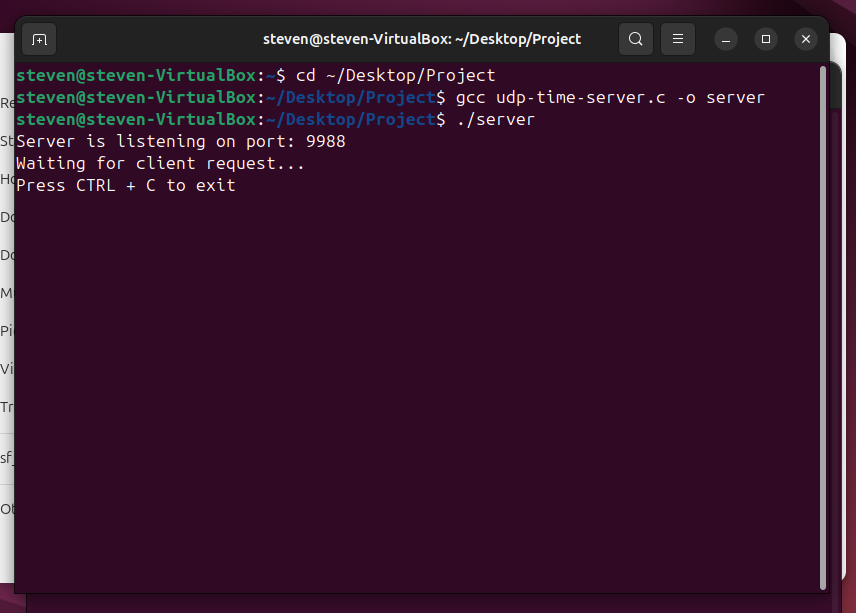 steven@steven-VirtualBox: ~/Desktop/Project
steven@steven-VirtualBox:~$ cd ~/Desktop/Project
steven@steven-VirtualBox:~/Desktop/Project$ gcc udp-time-server.c -o server
steven@steven-VirtualBox:~/Desktop/Project$ ./server
Server is listening on port: 9988
Waiting for client request...
Press CTRL + C to exit